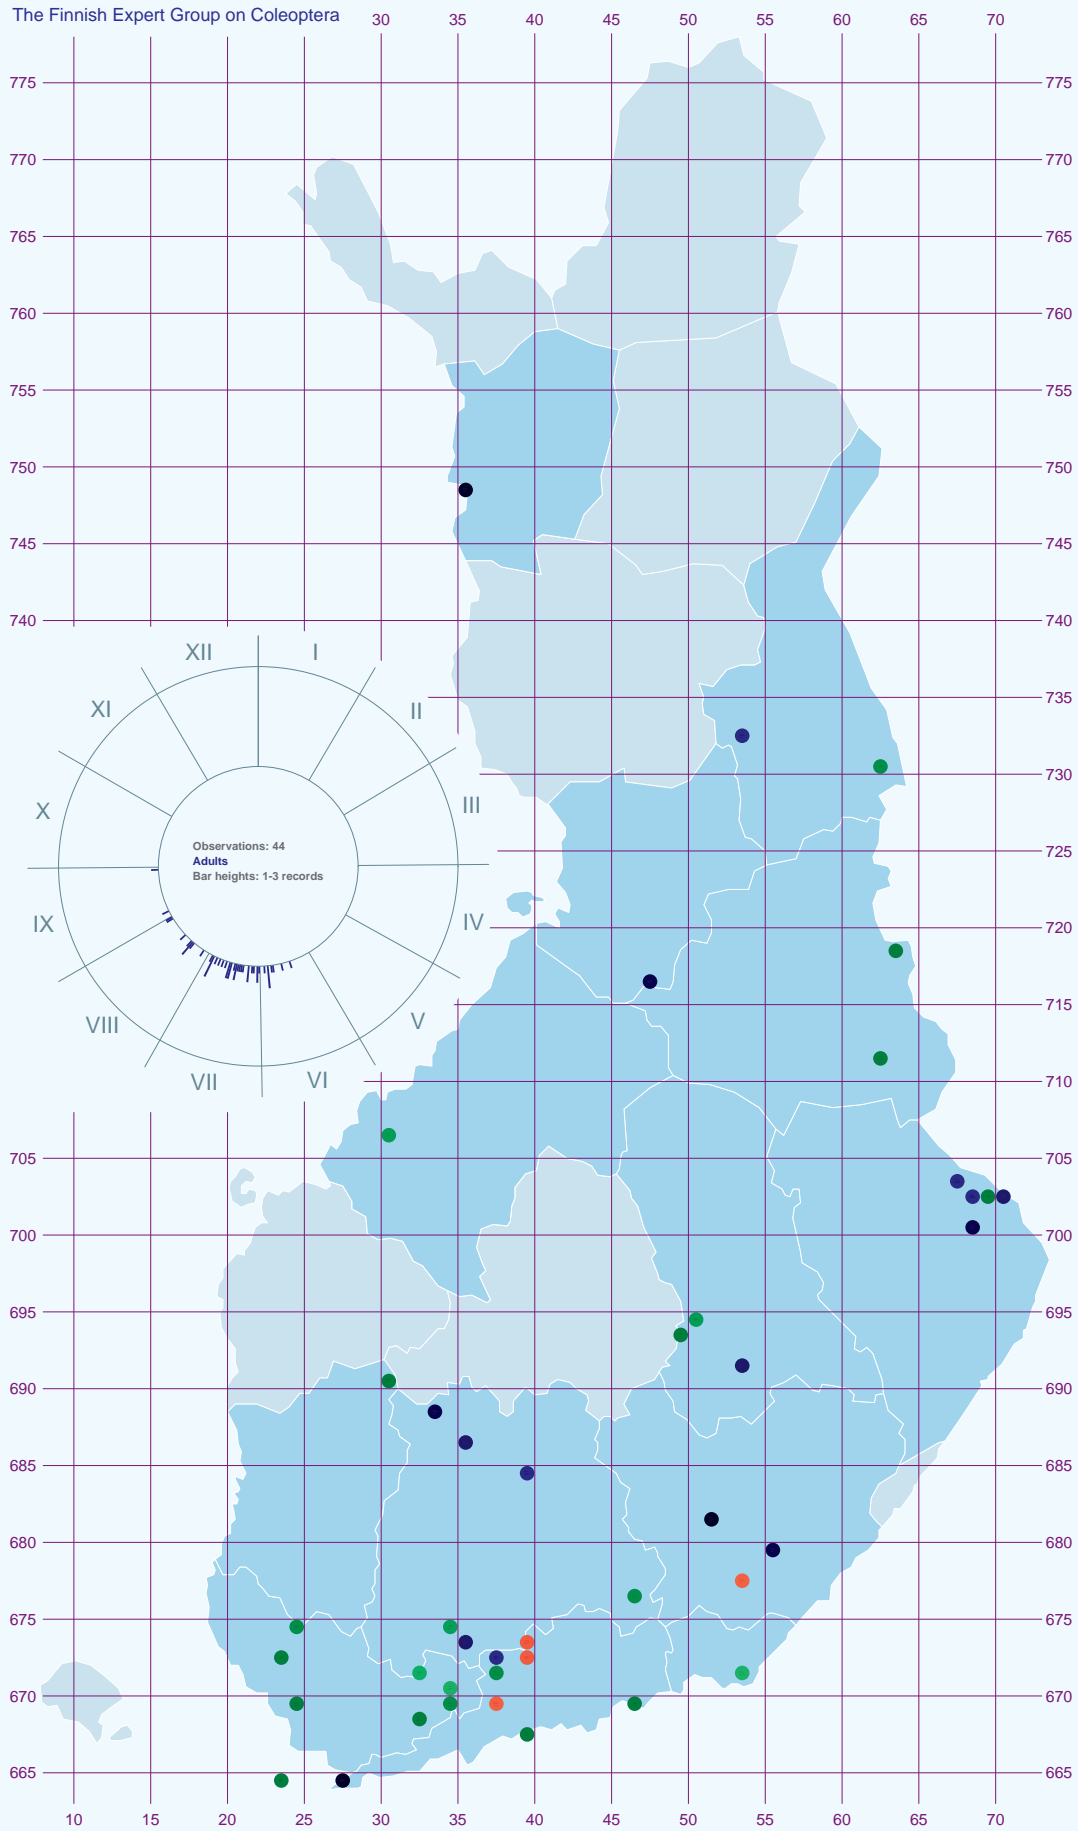 The Finnish Expert Group on Coleoptera
30 35 40 45 50 55 60 65 70
775 775
770 770
765 765
760 760
755 755
750 750
745 745
740 740
735
730
725
720
715
710
705 705
700 700
695 695
690 690
685 685
680 680
675 675
670 670
665 665
10 15 20 25 30 35 40 45 50 55 60 65 70
XII I
XI II
X III
IX IV
VIII V
VII VI
Observations: 44
Adults
Bar heights: 1-3 records